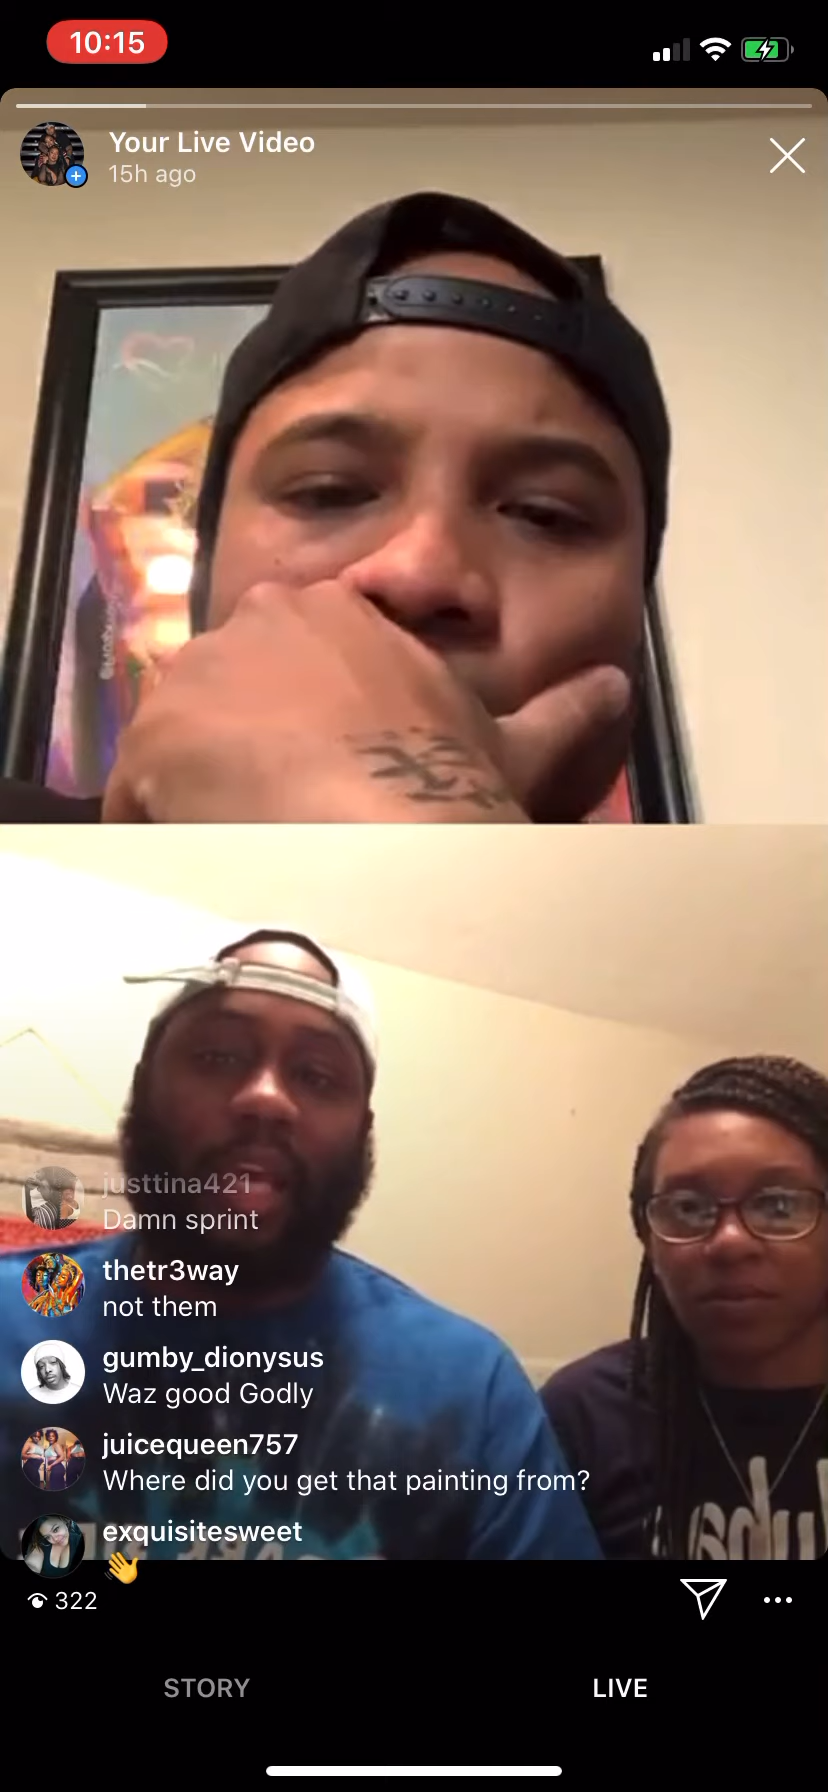 10:15
Your Live Video
15h ago
justtina421
Damn sprint
thetr3way
not them
gumby_dionysus
Waz good Godly
juicequeen757
Where did you get that painting from?
exquisitesweet
👋
322
STORY
LIVE